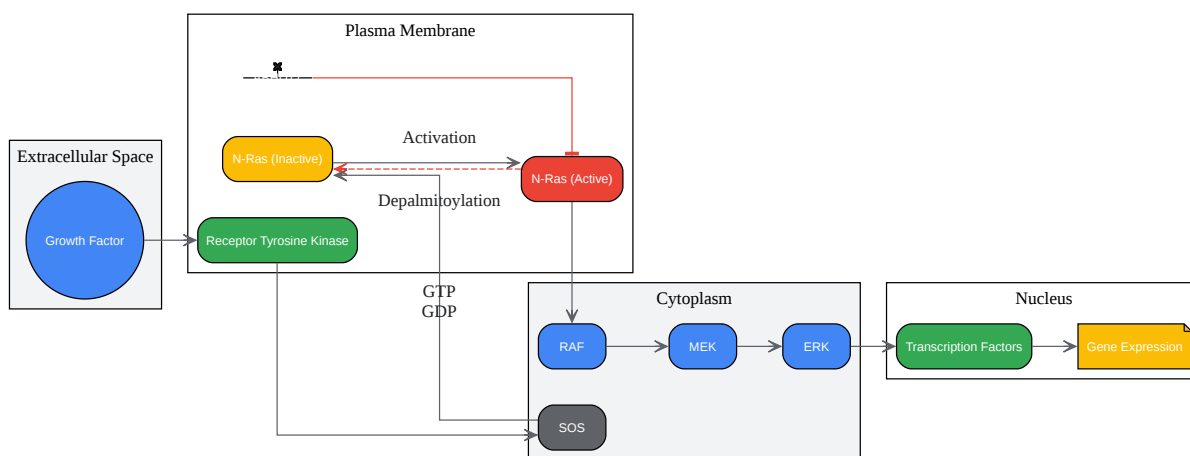 Plasma Membrane
Activation
Extracellular Space
N-Ras (Inactive)
N-Ras (Active)
Depalmitoylation
Growth Factor
Receptor Tyrosine Kinase
GTP
GDP
Cytoplasm
Nucleus
RAF
MEK
ERK
Transcription Factors
Gene Expression
SOS